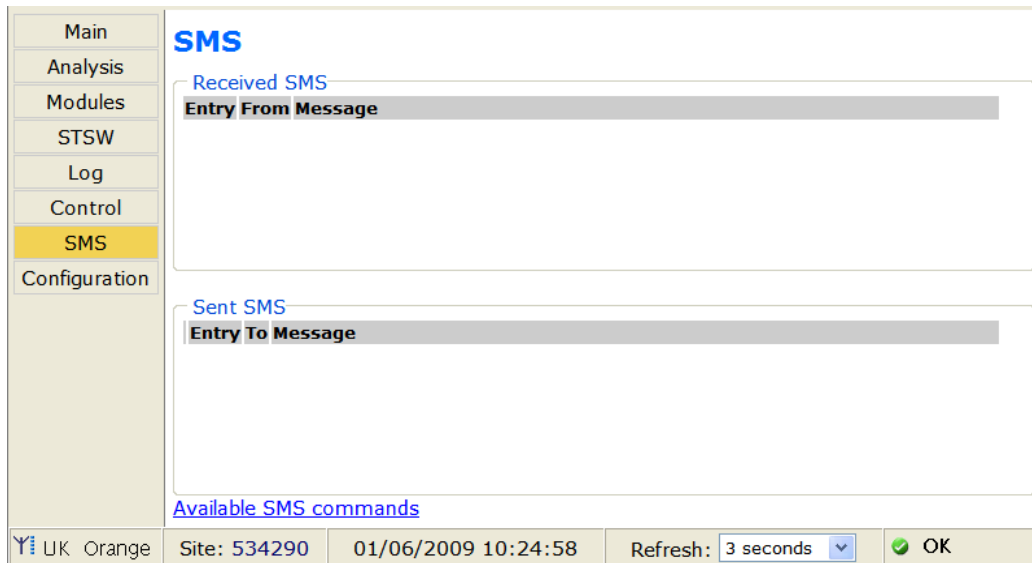 Main
Analysis
Modules
STSW
Log
Control
SMS
Configuration
SMS
Received SMS
Entry From Message
Sent SMS
Entry To Message
Available SMS commands
UK Orange Site: 534290 01/06/2009 10:24:58 Refresh: 3 seconds OK